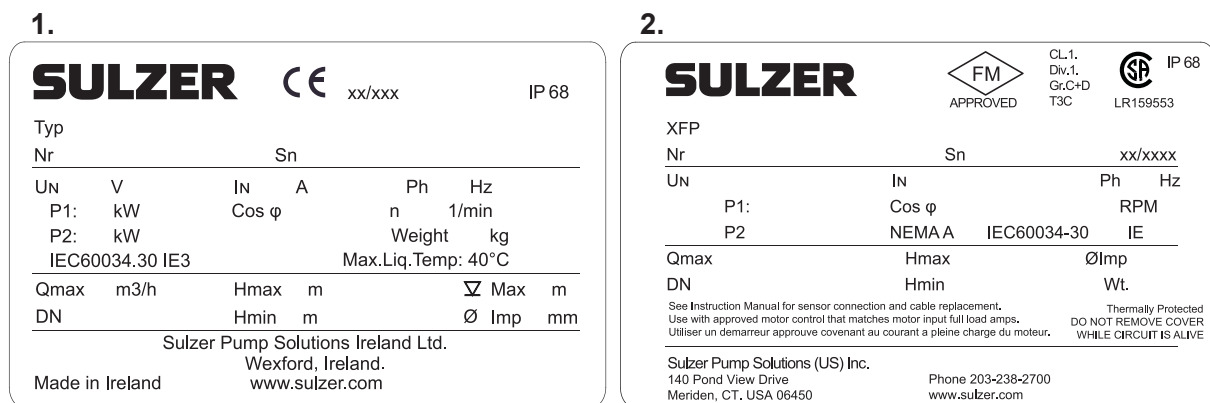 1.
SULZER CE xx/xxx IP 68
Typ
Nr Sn
UN V IN A Ph Hz
P1: kW Cos φ n 1/min
P2: kW Weight kg
IEC60034.30 IE3 Max.Liq.Temp: 40°C
Qmax m3/h Hmax m Max m
DN Hmin m Ø Imp mm
Sulzer Pump Solutions Ireland Ltd.
Wexford, Ireland.
Made in Ireland www.sulzer.com
2.
SULZER FM APPROVED CL.1. Div.1. Gr.C+D T3C SA LR159553 IP 68
XFP
Nr Sn xx/xxxx
UN IN Ph Hz
P1: Cos φ RPM
P2 NEMA A IEC60034-30 IE
Qmax Hmax ØImp
DN Hmin Wt.
See Instruction Manual for sensor connection and cable replacement.
Use with approved motor control that matches motor input full load amps.
Utiliser un demarreur approuve covenant au courant a pleine charge du moteur.
Thermally Protected
DO NOT REMOVE COVER
WHILE CIRCUIT IS ALIVE
Sulzer Pump Solutions (US) Inc.
140 Pond View Drive Phone 203-238-2700
Meriden, CT. USA 06450 www.sulzer.com